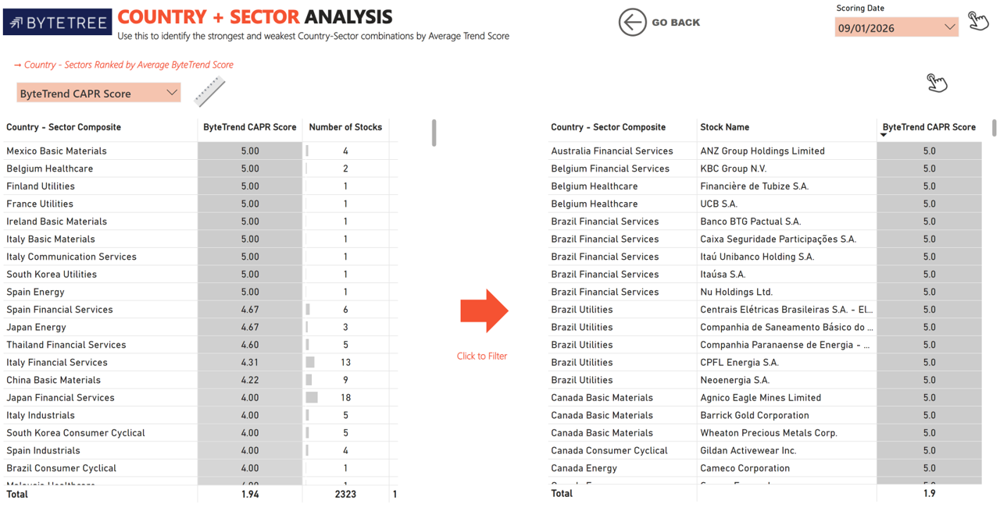 BYTETREE
COUNTRY + SECTOR ANALYSIS
Use this to identify the strongest and weakest Country-Sector combinations by Average Trend Score
GO BACK
Scoring Date
09/01/2026
→ Country - Sectors Ranked by Average ByteTrend Score
ByteTrend CAPR Score
Country - Sector Composite ByteTrend CAPR Score Number of Stocks
Mexico Basic Materials 5.00 4
Belgium Healthcare 5.00 2
Finland Utilities 5.00 1
France Utilities 5.00 1
Ireland Basic Materials 5.00 1
Italy Basic Materials 5.00 1
Italy Communication Services 5.00 1
South Korea Utilities 5.00 1
Spain Energy 5.00 1
Spain Financial Services 4.67 6
Japan Energy 4.67 3
Thailand Financial Services 4.60 5
Italy Financial Services 4.31 13
China Basic Materials 4.22 9
Japan Financial Services 4.00 18
Italy Industrials 4.00 5
South Korea Consumer Cyclical 4.00 5
Spain Industrials 4.00 4
Brazil Consumer Cyclical 4.00 1
Total 1.94 2323 1
Click to Filter
Country - Sector Composite Stock Name ByteTrend CAPR Score
Australia Financial Services ANZ Group Holdings Limited 5.0
Belgium Financial Services KBC Group N.V. 5.0
Belgium Healthcare Financière de Tubize S.A. 5.0
Belgium Healthcare UCB S.A. 5.0
Brazil Financial Services Banco BTG Pactual S.A. 5.0
Brazil Financial Services Caixa Seguridade Participações S.A. 5.0
Brazil Financial Services Itaú Unibanco Holding S.A. 5.0
Brazil Financial Services Itaúsa S.A. 5.0
Brazil Financial Services Nu Holdings Ltd. 5.0
Brazil Utilities Centrais Elétricas Brasileiras S.A. - El... 5.0
Brazil Utilities Companhia de Saneamento Básico do ... 5.0
Brazil Utilities Companhia Paranaense de Energia - ... 5.0
Brazil Utilities CPFL Energia S.A. 5.0
Brazil Utilities Neoenergia S.A. 5.0
Canada Basic Materials Agnico Eagle Mines Limited 5.0
Canada Basic Materials Barrick Gold Corporation 5.0
Canada Basic Materials Wheaton Precious Metals Corp. 5.0
Canada Consumer Cyclical Gildan Activewear Inc. 5.0
Canada Energy Cameco Corporation 5.0
Total 1.9